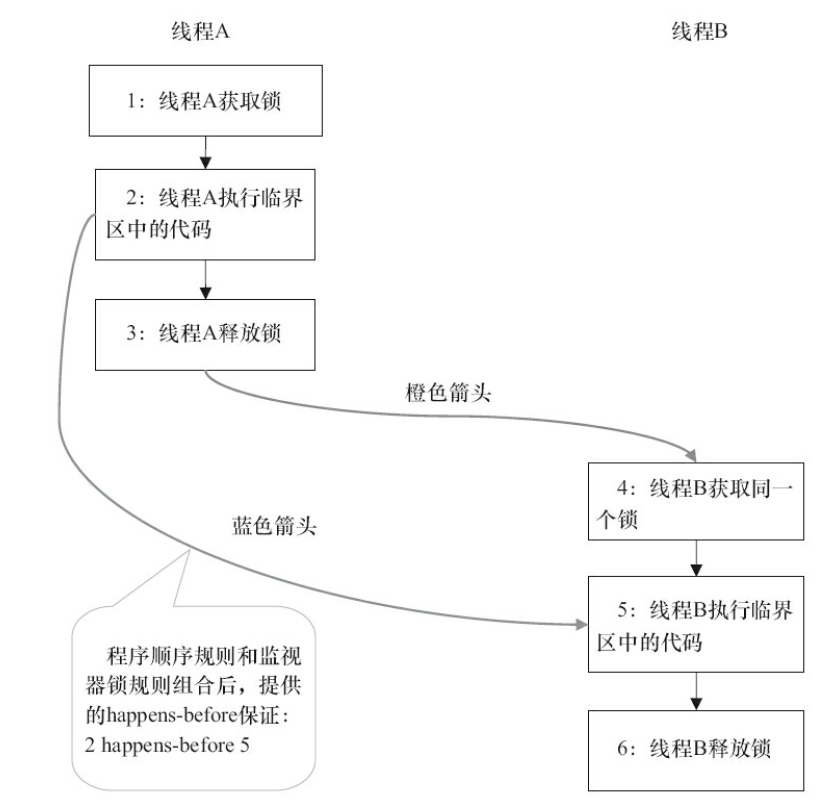 线程A
线程B
1：线程A获取锁
2：线程A执行临界
区中的代码
3：线程A释放锁
橙色箭头
4：线程B获取同一
个锁
蓝色箭头
5：线程B执行临界
区中的代码
程序顺序规则和监视
器锁规则组合后，提供
的happens-before保证：
2 happens-before 5
6：线程B释放锁